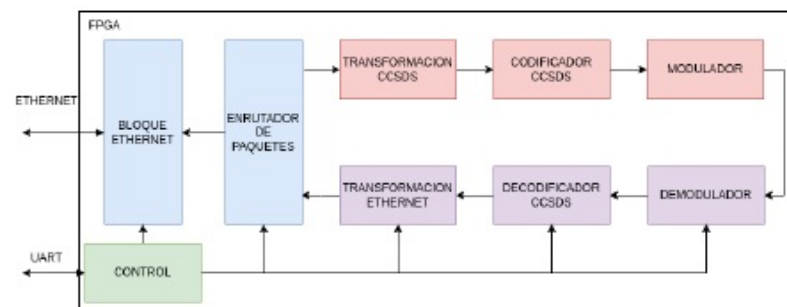 FPGA
TRANSFORMACION
CCSDS
CODIFICADOR
CCSDS
MODULADOR
ETHERNET
BLOQUE
ETHERNET
ENRUTADOR
DE
PAQUETES
TRANSFORMACION
ETHERNET
DECODIFICADOR
CCSDS
DEMODULADOR
UART
CONTROL